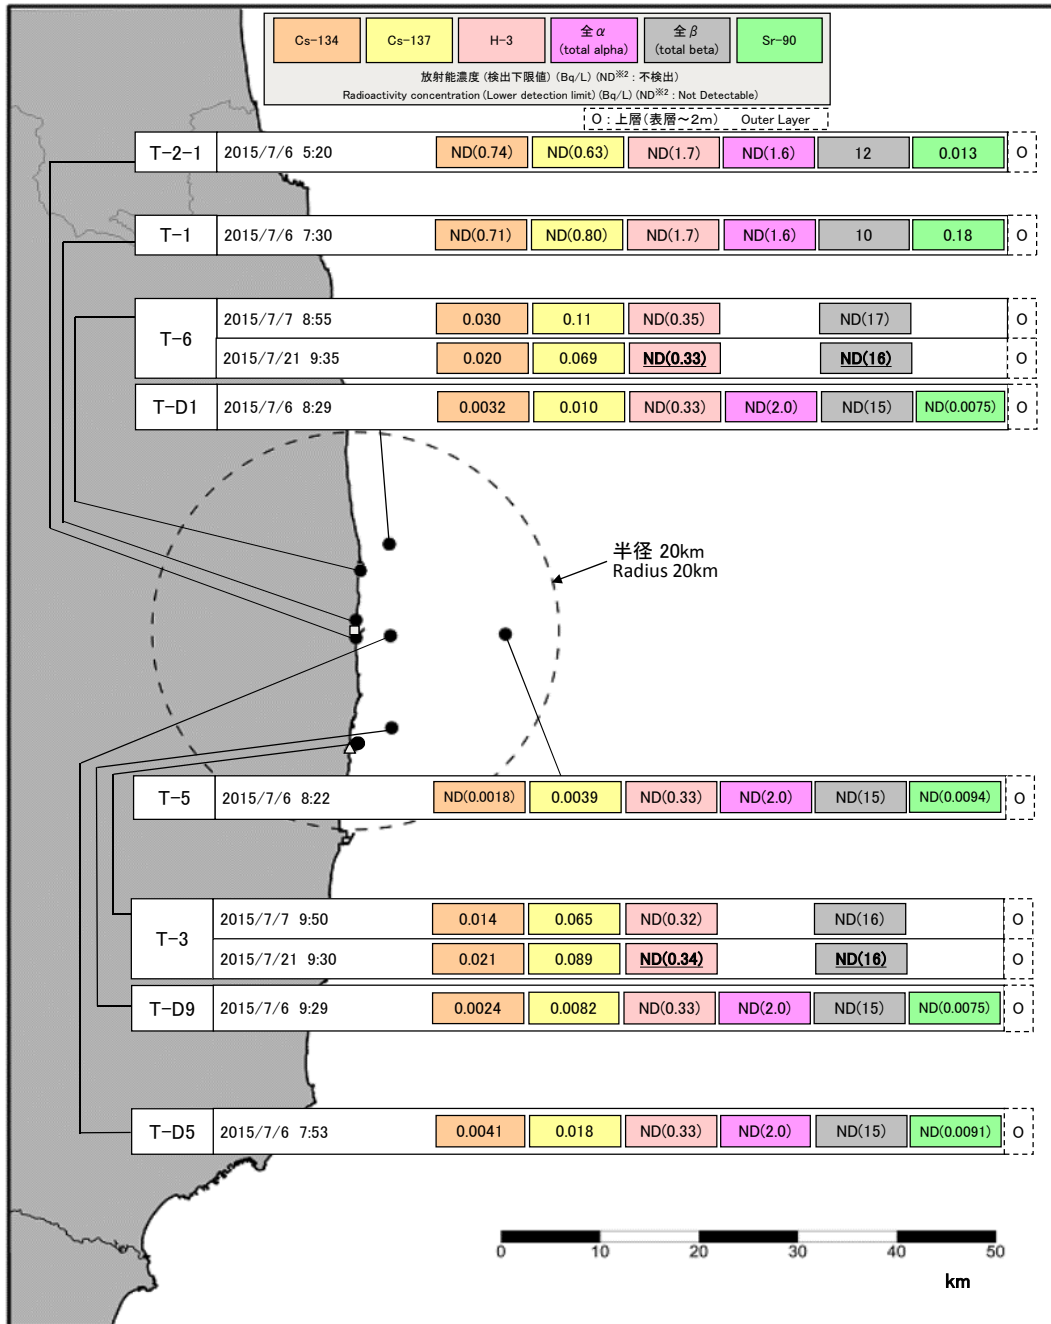 Cs-134 Cs-137 H-3 全α (total alpha) 全β (total beta) Sr-90
放射能濃度 (検出下限値) (Bq/L) (ND※2 : 不検出)
Radioactivity concentration (Lower detection limit) (Bq/L) (ND※2 : Not Detectable)
O : 上層(表層～2m) Outer Layer
T-2-1 2015/7/6 5:20 ND(0.74) ND(0.63) ND(1.7) ND(1.6) 12 0.013 O
T-1 2015/7/6 7:30 ND(0.71) ND(0.80) ND(1.7) ND(1.6) 10 0.18 O
T-6 2015/7/7 8:55 0.030 0.11 ND(0.35) ND(17) O
2015/7/21 9:35 0.020 0.069 ND(0.33) ND(16) O
T-D1 2015/7/6 8:29 0.0032 0.010 ND(0.33) ND(2.0) ND(15) ND(0.0075) O
半径 20km
Radius 20km
T-5 2015/7/6 8:22 ND(0.0018) 0.0039 ND(0.33) ND(2.0) ND(15) ND(0.0094) O
T-3 2015/7/7 9:50 0.014 0.065 ND(0.32) ND(16) O
2015/7/21 9:30 0.021 0.089 ND(0.34) ND(16) O
T-D9 2015/7/6 9:29 0.0024 0.0082 ND(0.33) ND(2.0) ND(15) ND(0.0075) O
T-D5 2015/7/6 7:53 0.0041 0.018 ND(0.33) ND(2.0) ND(15) ND(0.0091) O
0 10 20 30 40 50
km